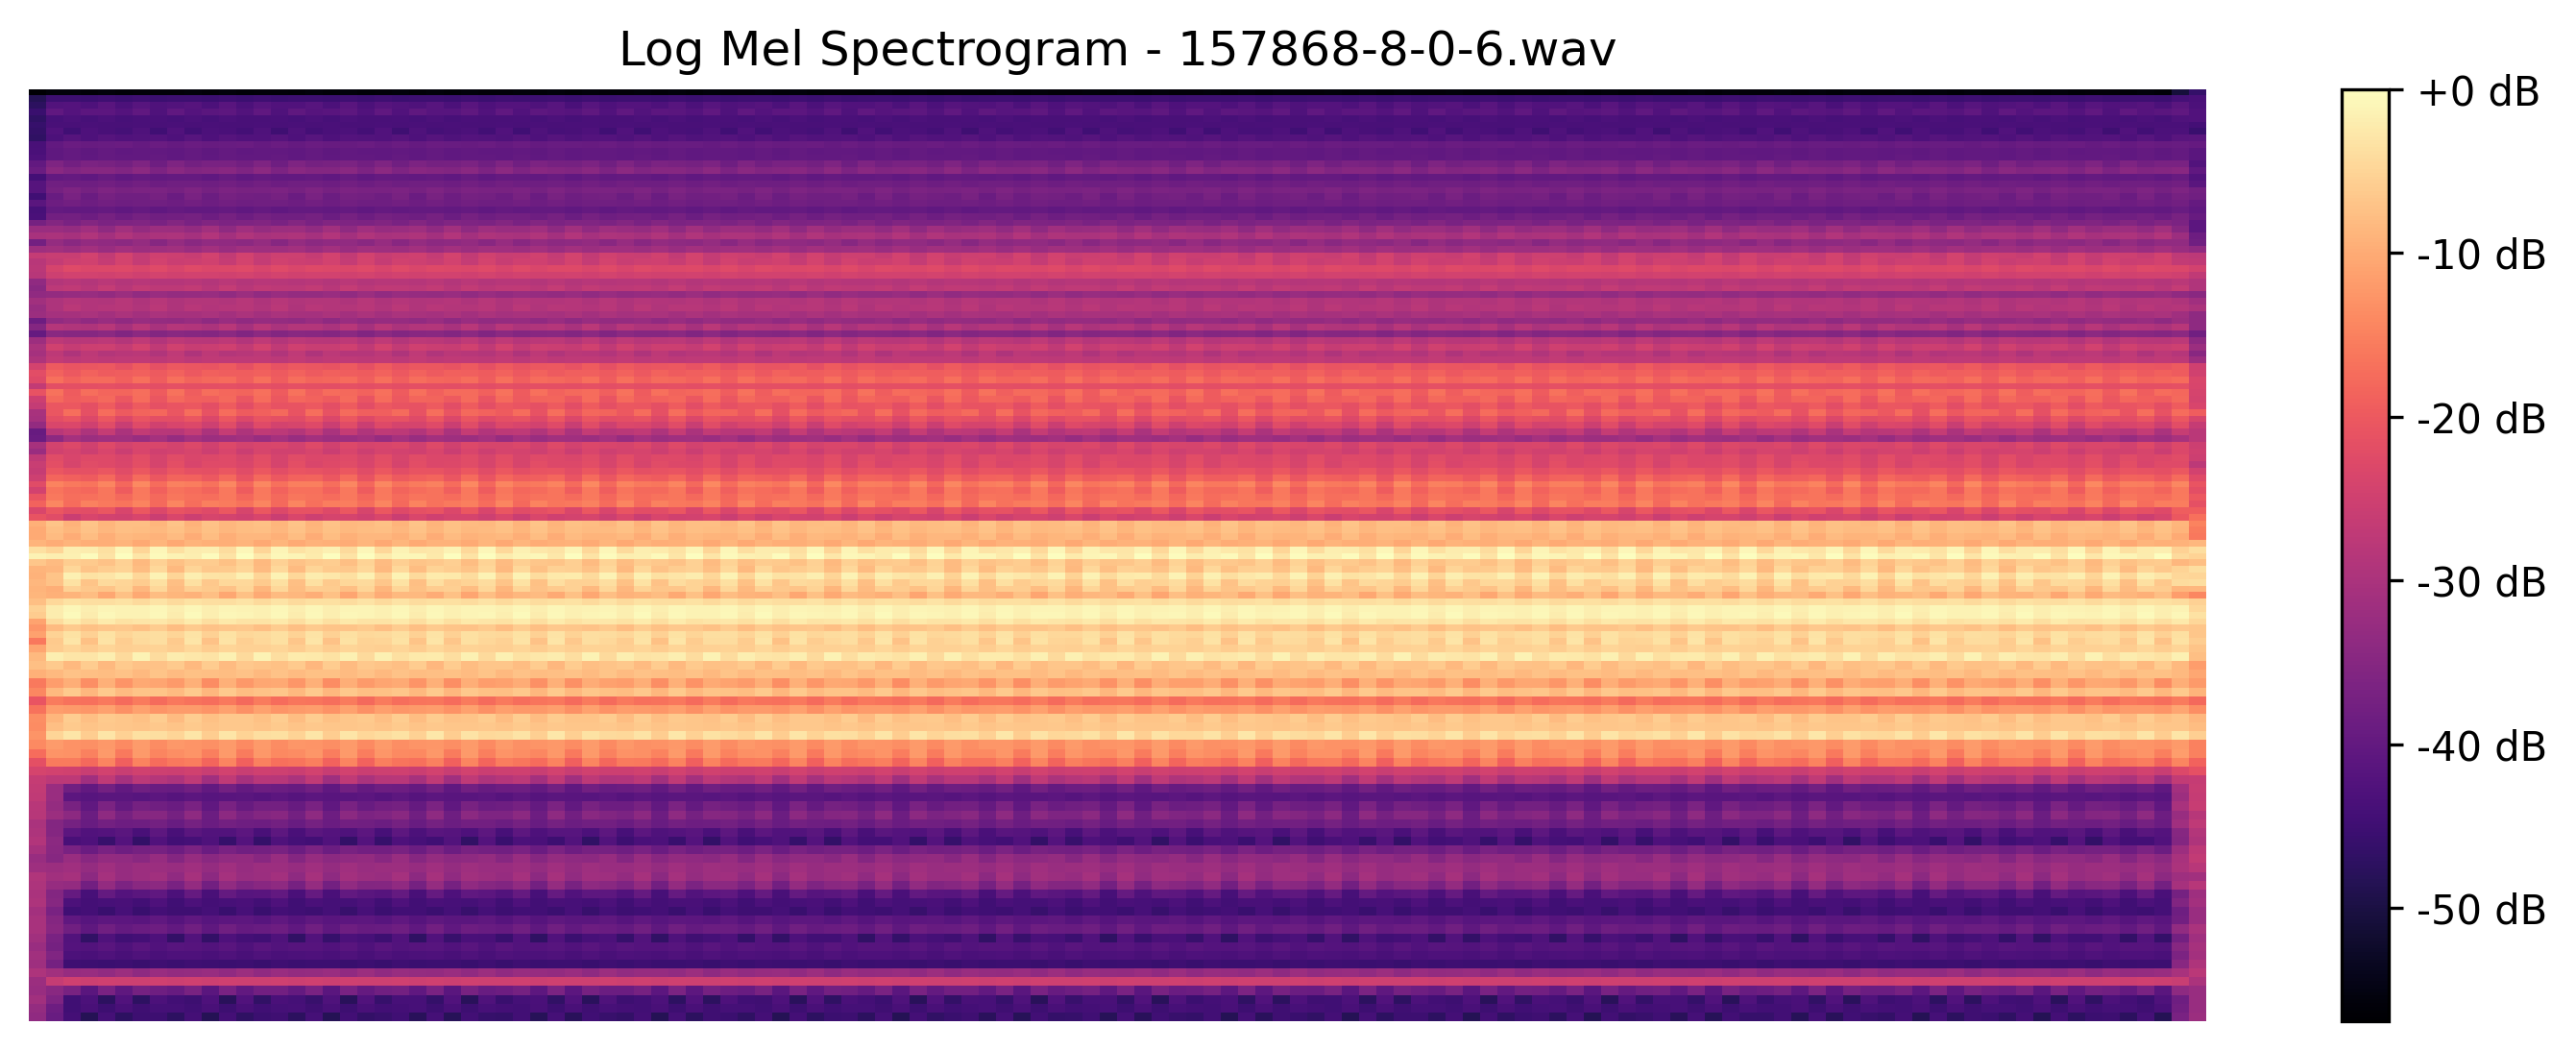 Log Mel Spectrogram - 157868-8-0-6.wav
+0 dB
-10 dB
-20 dB
-30 dB
-40 dB
-50 dB